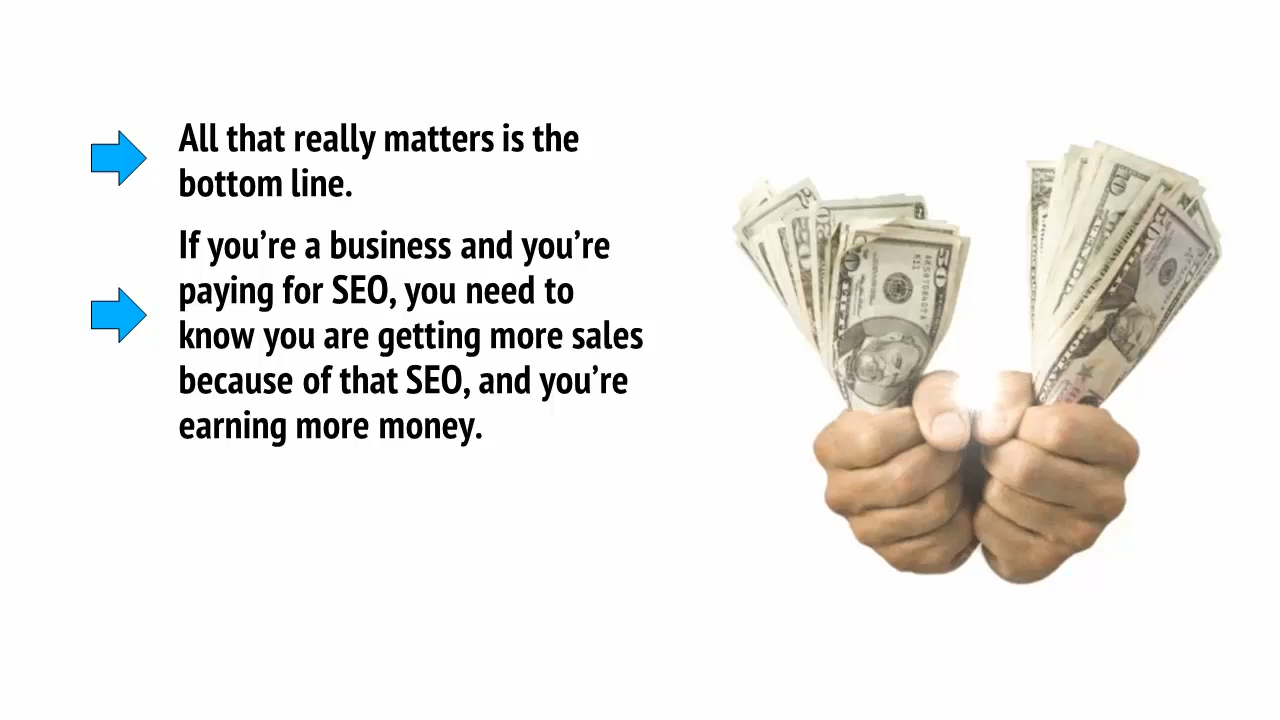 All that really matters is the
bottom line.
If you’re a business and you’re
paying for SEO, you need to
know you are getting more sales
because of that SEO, and you’re
earning more money.